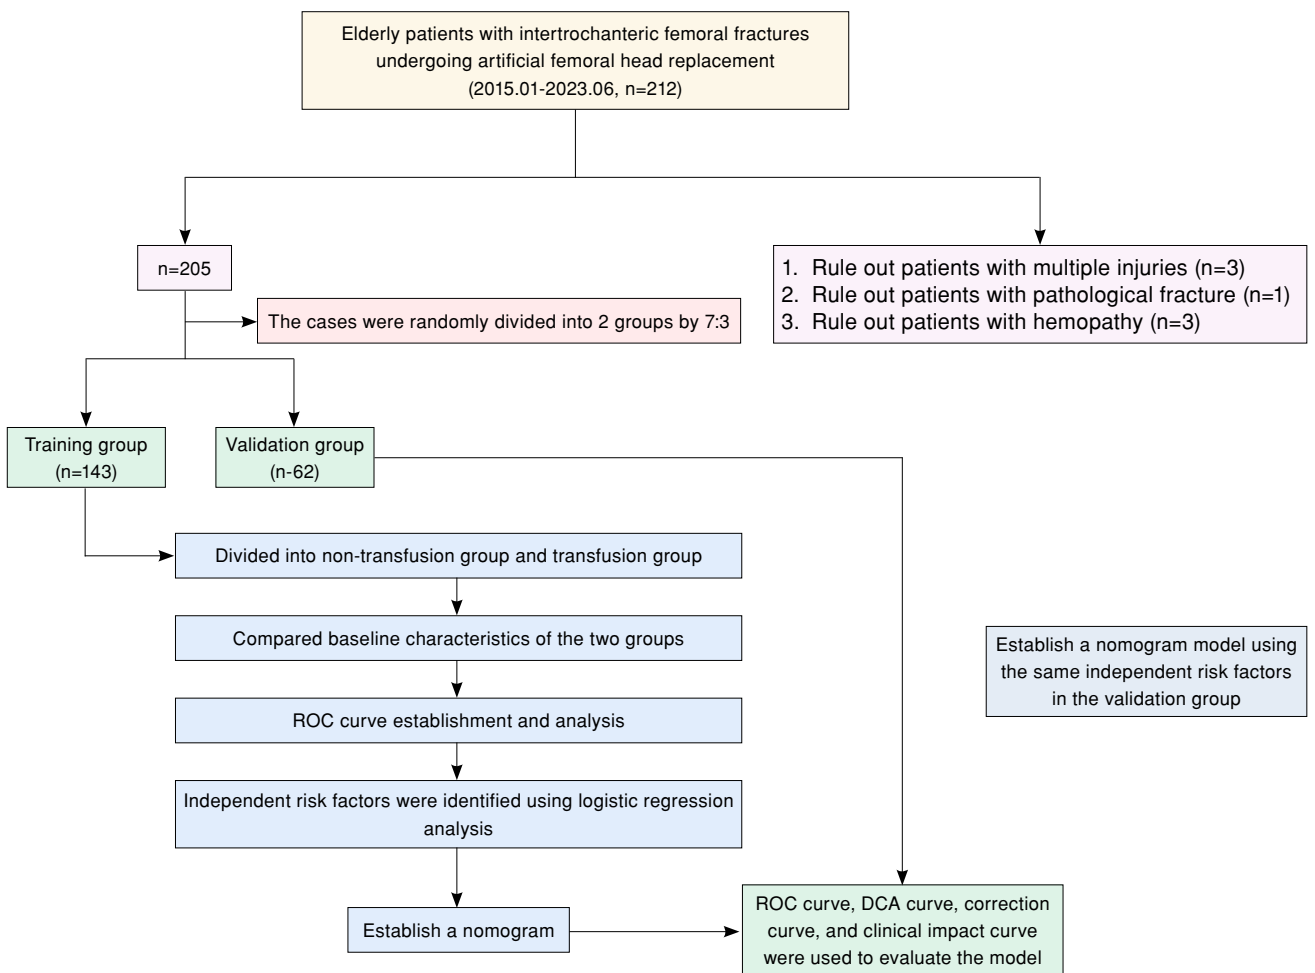 Elderly patients with intertrochanteric femoral fractures
undergoing artificial femoral head replacement
(2015.01-2023.06, n=212)
n=205
1. Rule out patients with multiple injuries (n=3)
2. Rule out patients with pathological fracture (n=1)
3. Rule out patients with hemopathy (n=3)
The cases were randomly divided into 2 groups by 7:3
Training group
(n=143)
Validation group
(n-62)
Divided into non-transfusion group and transfusion group
Compared baseline characteristics of the two groups
ROC curve establishment and analysis
Independent risk factors were identified using logistic regression
analysis
Establish a nomogram
Establish a nomogram model using
the same independent risk factors
in the validation group
ROC curve, DCA curve, correction
curve, and clinical impact curve
were used to evaluate the model